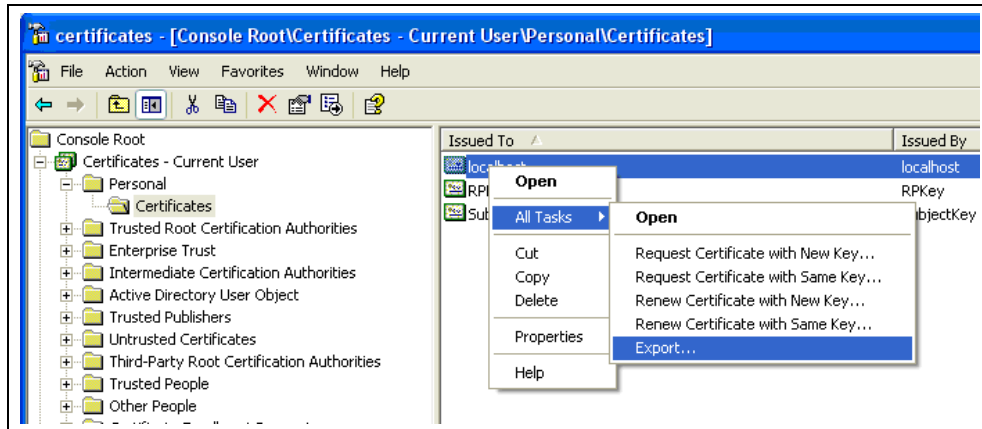 certificates - [Console Root\Certificates - Current User\Personal\Certificates]
File Action View Favorites Window Help
Console Root
Certificates - Current User
Personal
Certificates
Trusted Root Certification Authorities
Enterprise Trust
Intermediate Certification Authorities
Active Directory User Object
Trusted Publishers
Untrusted Certificates
Third-Party Root Certification Authorities
Trusted People
Other People
Issued To Issued By
localhost localhost
RPKey
Open
All Tasks
Cut
Copy
Delete
Properties
Help
Open
Request Certificate with New Key...
Request Certificate with Same Key...
Renew Certificate with New Key...
Renew Certificate with Same Key...
Export...